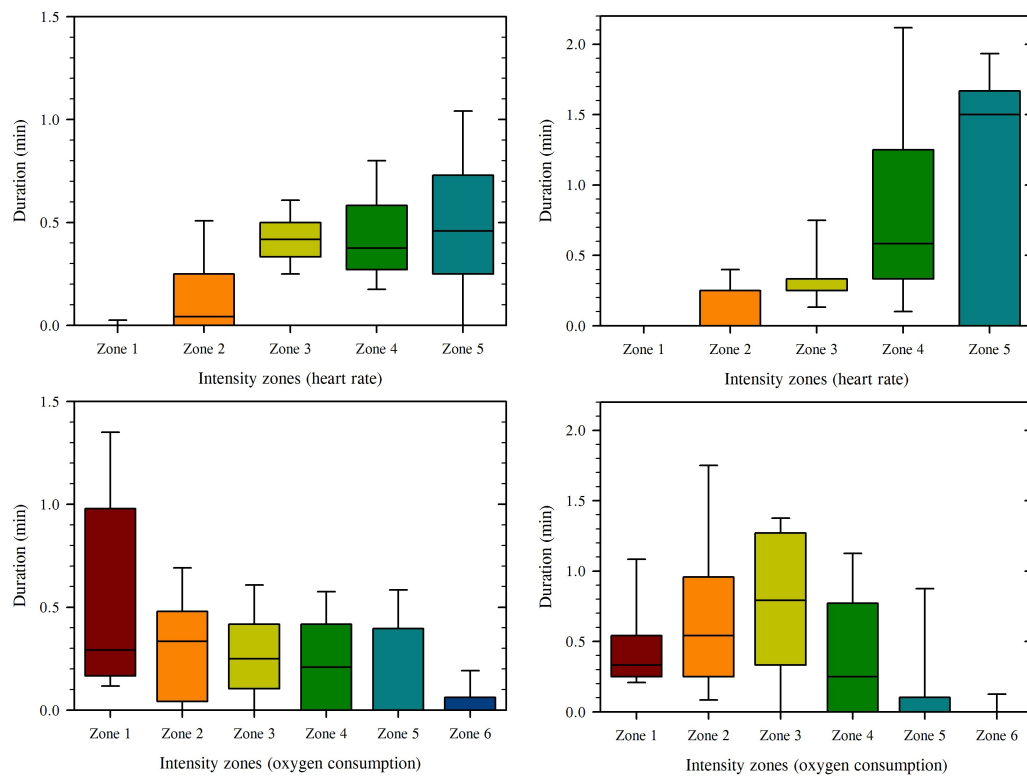 1.5
1.0
0.5
0.0
Duration (min)
Zone 1 Zone 2 Zone 3 Zone 4 Zone 5
Intensity zones (heart rate)
2.0
1.5
1.0
0.5
0.0
Duration (min)
Zone 1 Zone 2 Zone 3 Zone 4 Zone 5
Intensity zones (heart rate)
1.5
1.0
0.5
0.0
Duration (min)
Zone 1 Zone 2 Zone 3 Zone 4 Zone 5 Zone 6
Intensity zones (oxygen consumption)
2.0
1.5
1.0
0.5
0.0
Duration (min)
Zone 1 Zone 2 Zone 3 Zone 4 Zone 5 Zone 6
Intensity zones (oxygen consumption)